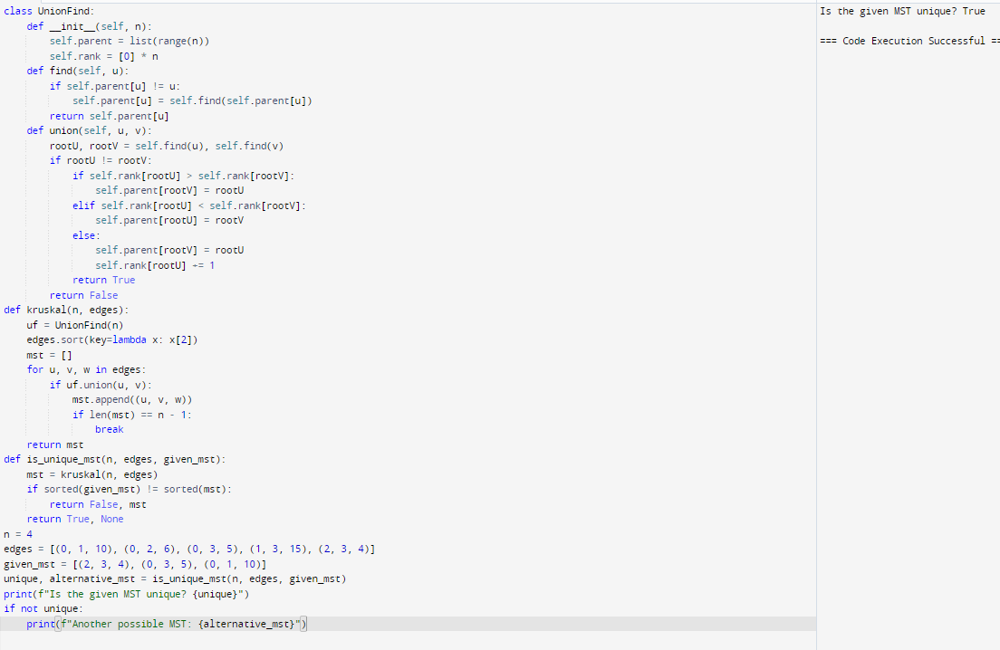 class UnionFind:
    def __init__(self, n):
        self.parent = list(range(n))
        self.rank = [0] * n
    def find(self, u):
        if self.parent[u] != u:
            self.parent[u] = self.find(self.parent[u])
        return self.parent[u]
    def union(self, u, v):
        rootU, rootV = self.find(u), self.find(v)
        if rootU != rootV:
            if self.rank[rootU] > self.rank[rootV]:
                self.parent[rootV] = rootU
            elif self.rank[rootU] < self.rank[rootV]:
                self.parent[rootU] = rootV
            else:
                self.parent[rootV] = rootU
                self.rank[rootU] += 1
            return True
        return False
def kruskal(n, edges):
    uf = UnionFind(n)
    edges.sort(key=lambda x: x[2])
    mst = []
    for u, v, w in edges:
        if uf.union(u, v):
            mst.append((u, v, w))
            if len(mst) == n - 1:
                break
    return mst
def is_unique_mst(n, edges, given_mst):
    mst = kruskal(n, edges)
    if sorted(given_mst) != sorted(mst):
        return False, mst
    return True, None
n = 4
edges = [(0, 1, 10), (0, 2, 6), (0, 3, 5), (1, 3, 15), (2, 3, 4)]
given_mst = [(2, 3, 4), (0, 3, 5), (0, 1, 10)]
unique, alternative_mst = is_unique_mst(n, edges, given_mst)
print(f"Is the given MST unique? {unique}")
if not unique:
    print(f"Another possible MST: {alternative_mst}")
Is the given MST unique? True
=== Code Execution Successful ==